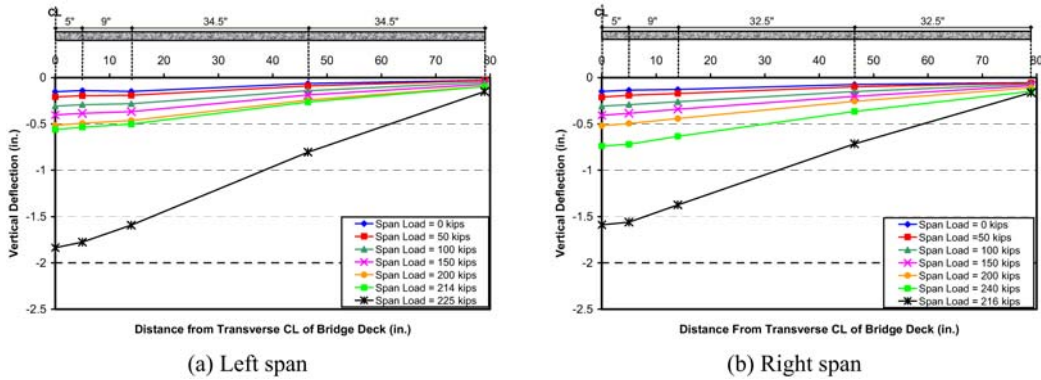 CL
5" 9" 34.5" 34.5"
0 10 20 30 40 50 60 70 80
0
-0.5
-1
-1.5
-2
-2.5
Vertical Deflection (in.)
Span Load = 0 kips
Span Load = 50 kips
Span Load = 100 kips
Span Load = 150 kips
Span Load = 200 kips
Span Load = 214 kips
Span Load = 225 kips
Distance from Transverse CL of Bridge Deck (in.)
(a) Left span
CL
5" 9" 32.5" 32.5"
0 10 20 30 40 50 60 70 80
0
-0.5
-1
-1.5
-2
-2.5
Vertical Deflection (in.)
Span Load = 0 kips
Span Load =50 kips
Span Load = 100 kips
Span Load = 150 kips
Span Load = 200 kips
Span Load = 240 kips
Span Load = 216 kips
Distance From Transverse CL of Bridge Deck (in.)
(b) Right span